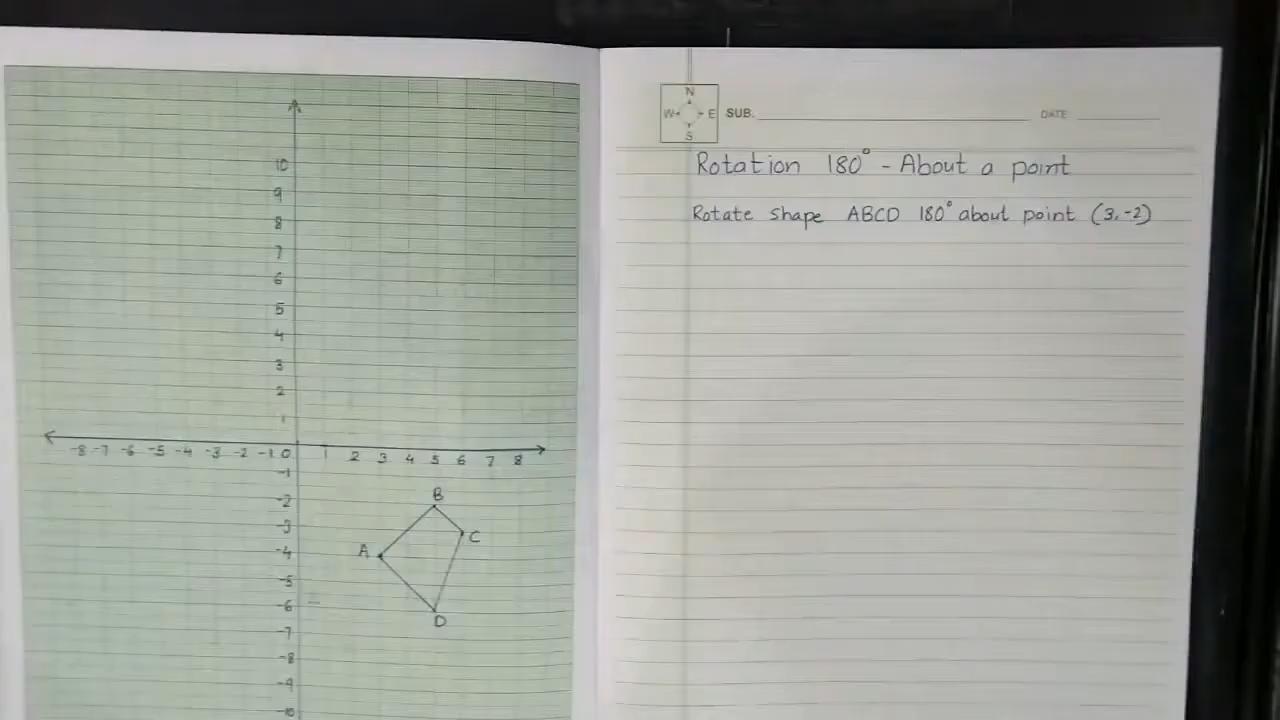 10
9
8
7
6
5
4
3
2
1
-8 -7 -6 -5 -4 -3 -2 -1 0 1 2 3 4 5 6 7 8
-1
-2
-3
-4
-5
-6
-7
-8
-9
-10
B
C
A
D
N
W E
S
SUB.
DATE
Rotation 180° - About a point
Rotate shape ABCD 180° about point (3,-2)